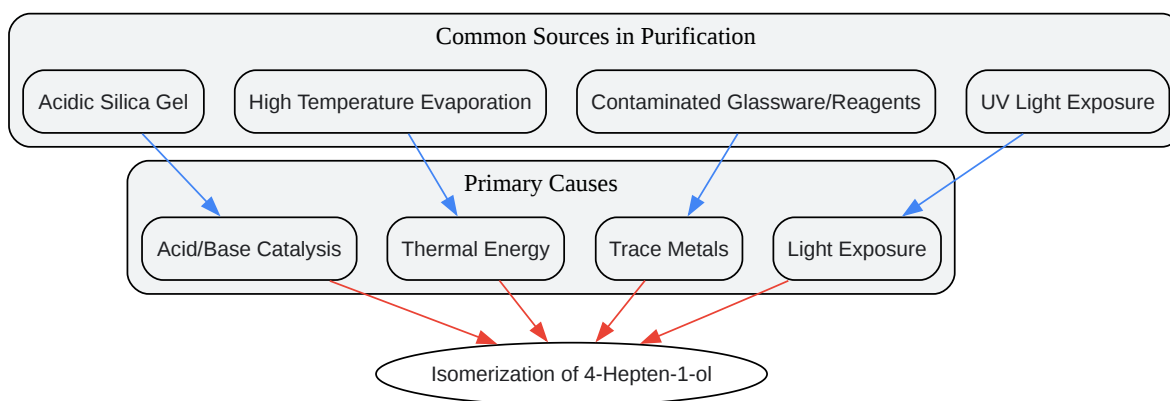 Common Sources in Purification
Acidic Silica Gel
High Temperature Evaporation
Contaminated Glassware/Reagents
UV Light Exposure
Primary Causes
Acid/Base Catalysis
Thermal Energy
Trace Metals
Light Exposure
Isomerization of 4-Hepten-1-ol